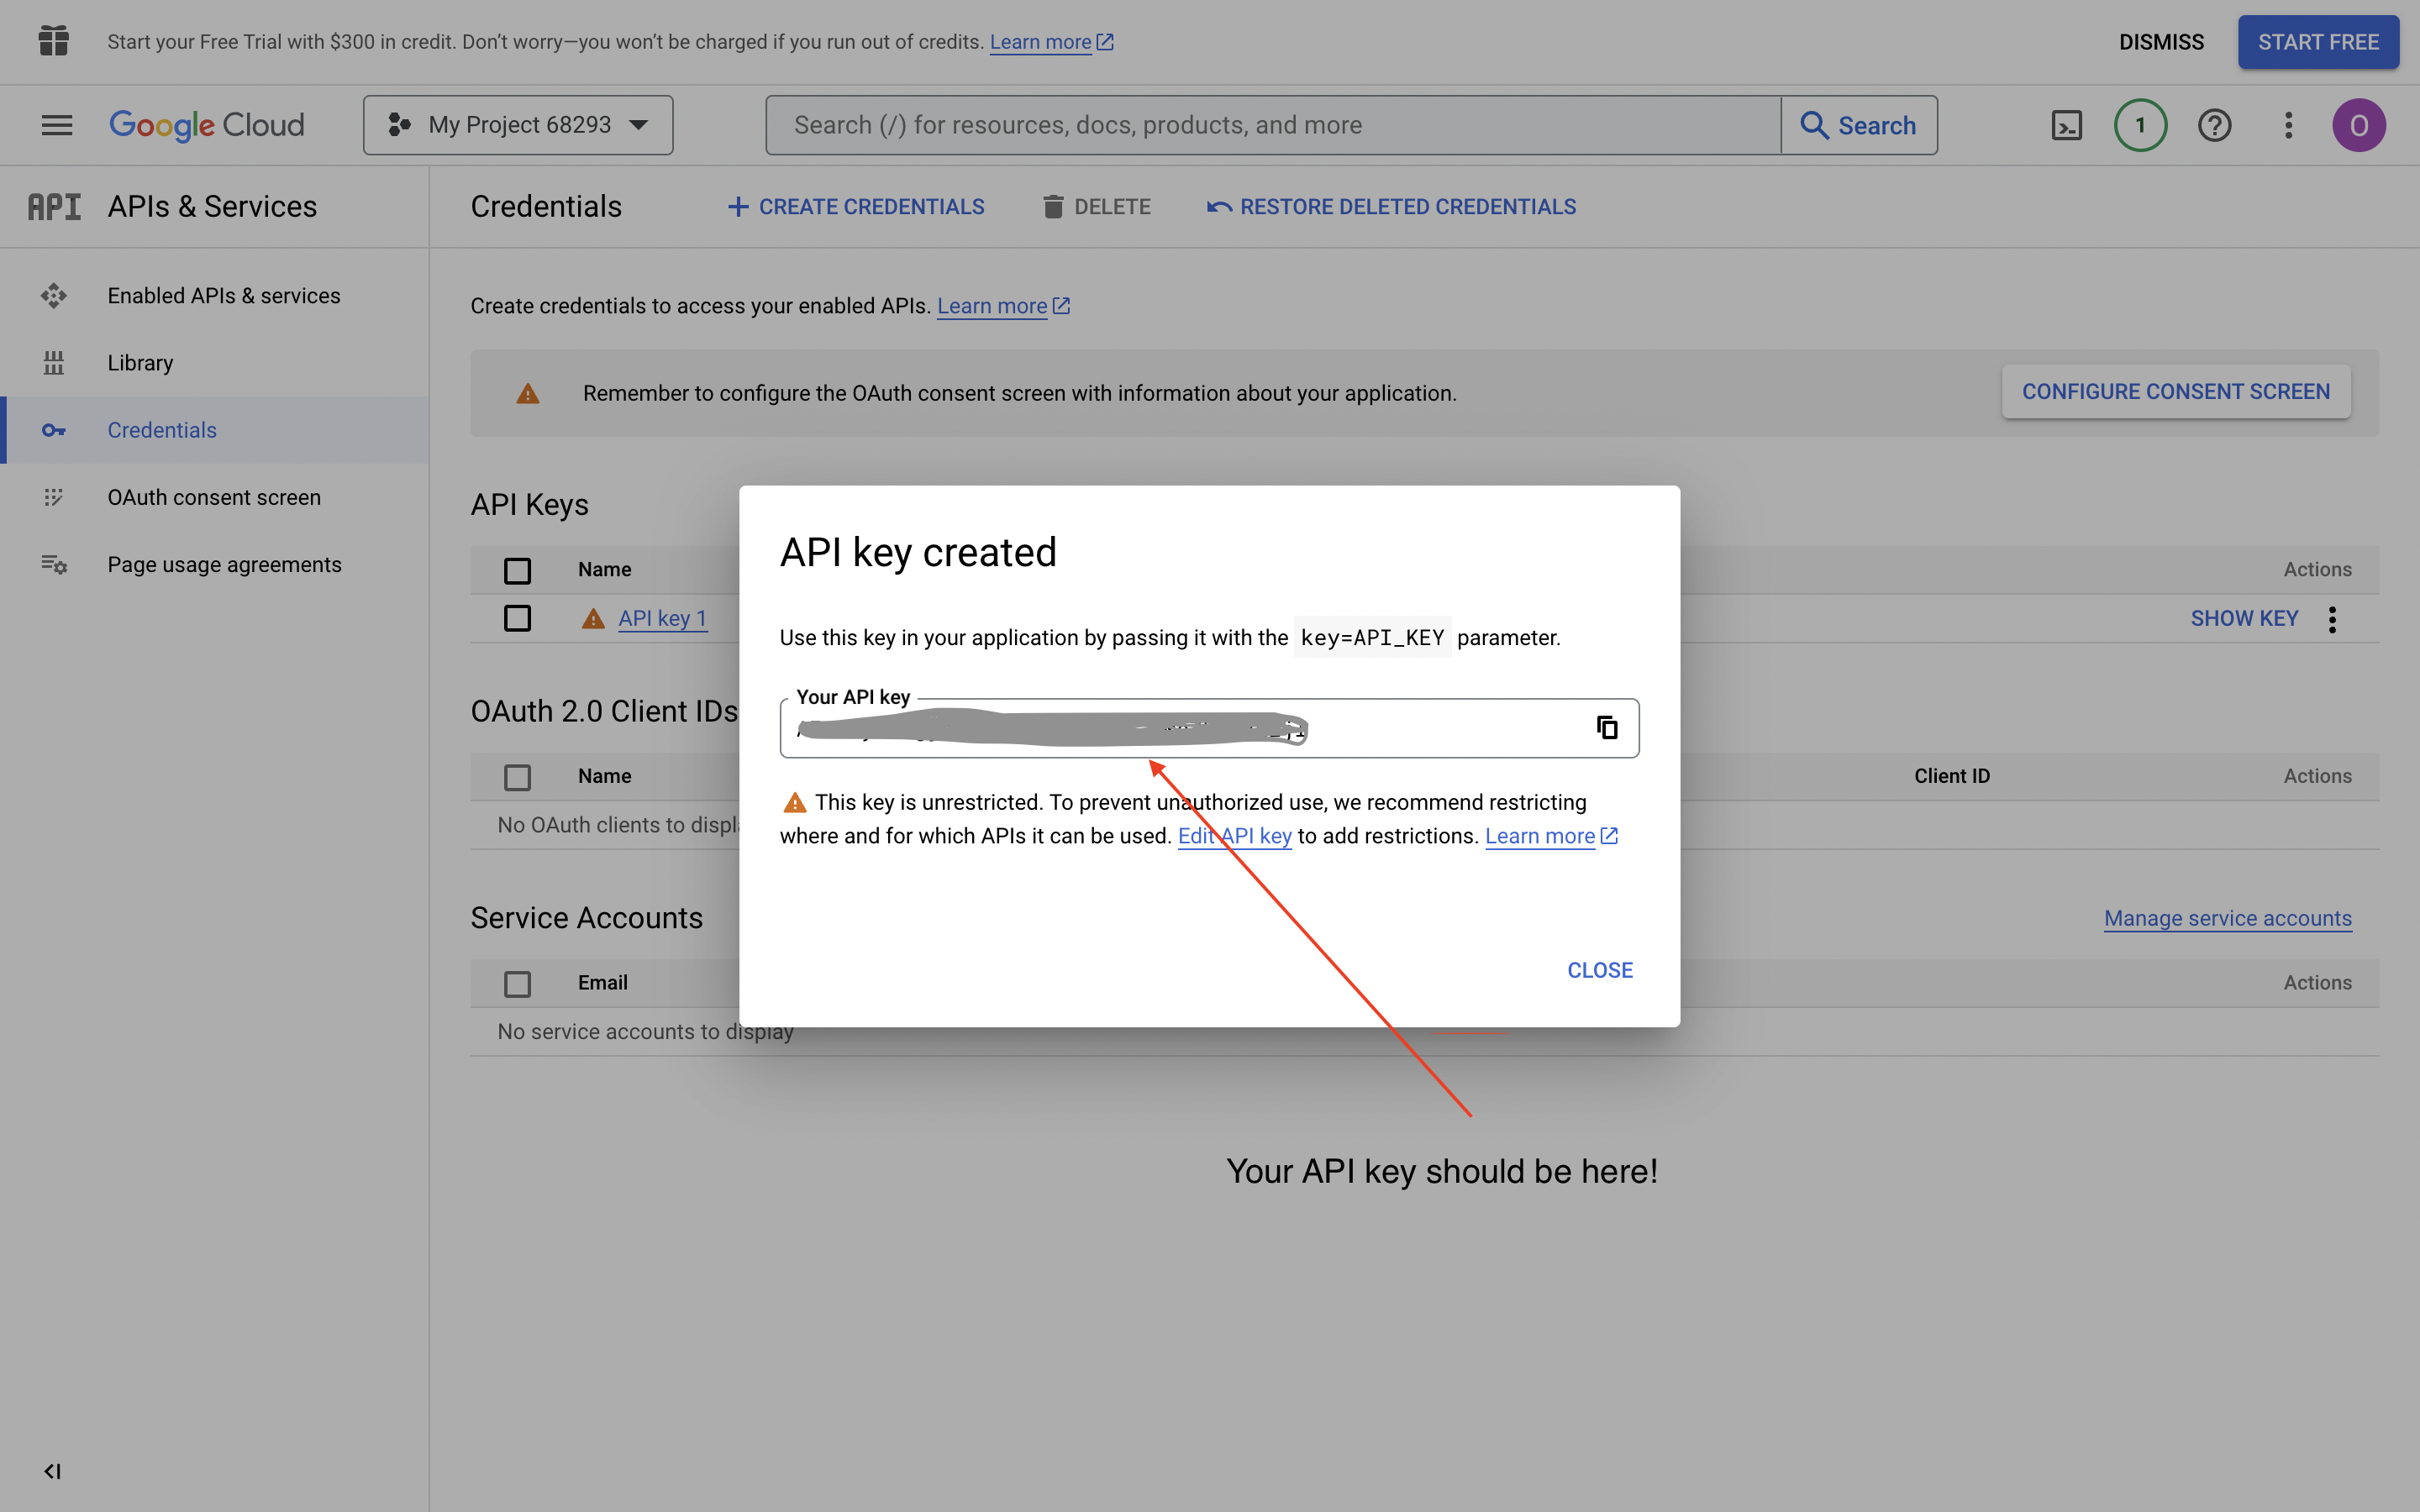 Start your Free Trial with $300 in credit. Don’t worry—you won’t be charged if you run out of credits. Learn more
DISMISS
START FREE
Google Cloud
My Project 68293
Search (/) for resources, docs, products, and more
Search
1
O
API
APIs & Services
Credentials
CREATE CREDENTIALS
DELETE
RESTORE DELETED CREDENTIALS
Enabled APIs & services
Library
Credentials
OAuth consent screen
Page usage agreements
Create credentials to access your enabled APIs. Learn more
Remember to configure the OAuth consent screen with information about your application.
CONFIGURE CONSENT SCREEN
API Keys
Name
Actions
API key 1
SHOW KEY
OAuth 2.0 Client IDs
Name
Client ID
Actions
No OAuth clients to
Service Accounts
Manage service accounts
Email
Actions
No service accounts to display
API key created
Use this key in your application by passing it with the key=API_KEY parameter.
Your API key
This key is unrestricted. To prevent unauthorized use, we recommend restricting
where and for which APIs it can be used. Edit API key to add restrictions. Learn more
CLOSE
Your API key should be here!